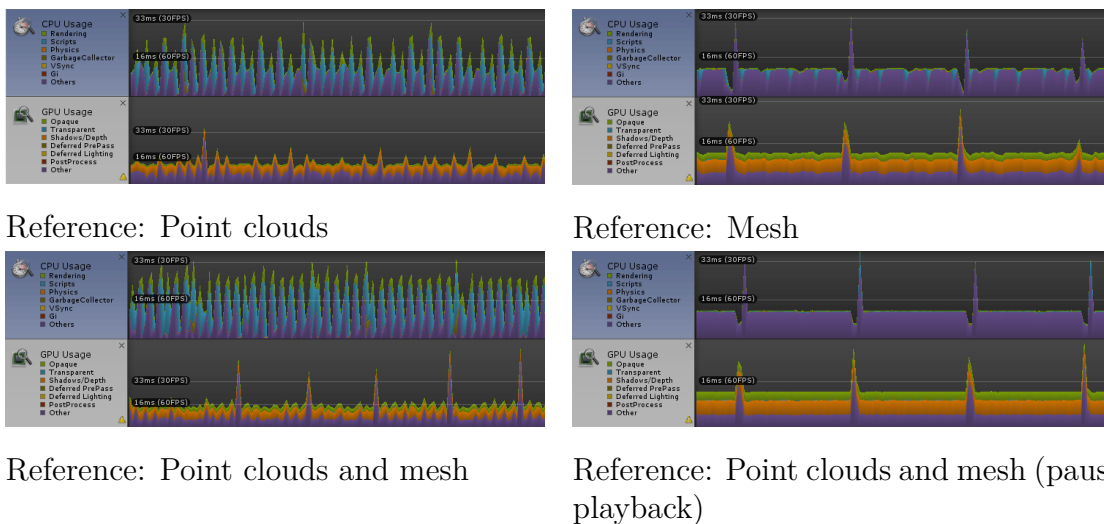 CPU Usage
Rendering
Scripts
Physics
GarbageCollector
VSync
Gi
Others
33ms (30FPS)
16ms (60FPS)
GPU Usage
Opaque
Transparent
Shadows/Depth
Deferred PrePass
Deferred Lighting
PostProcess
Other
33ms (30FPS)
16ms (60FPS)
Reference: Point clouds
CPU Usage
Rendering
Scripts
Physics
GarbageCollector
VSync
Gi
Others
33ms (30FPS)
16ms (60FPS)
GPU Usage
Opaque
Transparent
Shadows/Depth
Deferred PrePass
Deferred Lighting
PostProcess
Other
33ms (30FPS)
16ms (60FPS)
Reference: Mesh
CPU Usage
Rendering
Scripts
Physics
GarbageCollector
VSync
Gi
Others
33ms (30FPS)
16ms (60FPS)
GPU Usage
Opaque
Transparent
Shadows/Depth
Deferred PrePass
Deferred Lighting
PostProcess
Other
33ms (30FPS)
16ms (60FPS)
Reference: Point clouds and mesh
CPU Usage
Rendering
Scripts
Physics
GarbageCollector
VSync
Gi
Others
33ms (30FPS)
16ms (60FPS)
GPU Usage
Opaque
Transparent
Shadows/Depth
Deferred PrePass
Deferred Lighting
PostProcess
Other
16ms (60FPS)
Reference: Point clouds and mesh (paus
playback)